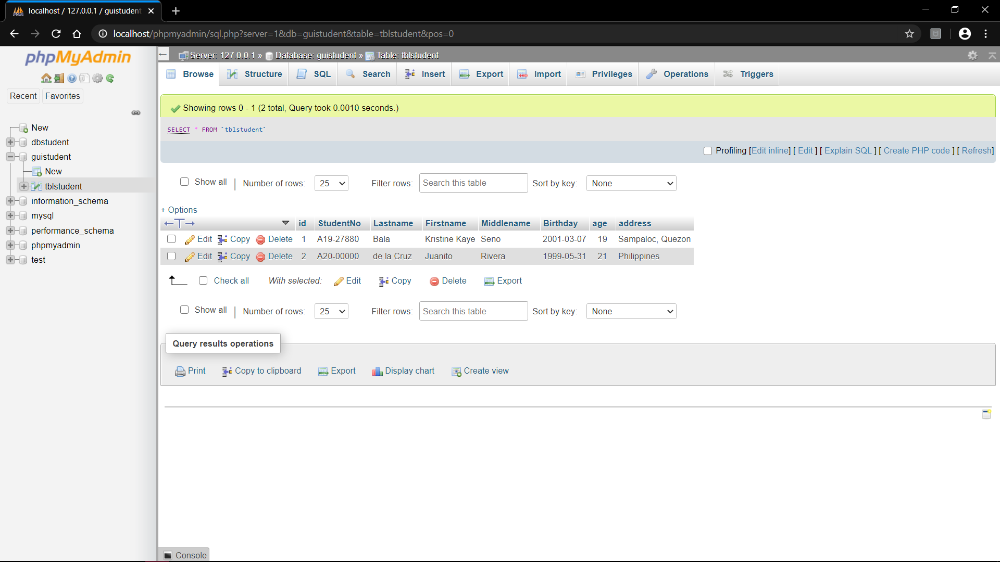 localhost / 127.0.0.1 / guistudent
localhost/phpmyadmin/sql.php?server=1&db=guistudent&table=tblstudent&pos=0
phpMyAdmin
Recent Favorites
New
dbstudent
guistudent
New
tblstudent
information_schema
mysql
performance_schema
phpmyadmin
test
Server: 127.0.0.1 » Database: guistudent » Table: tblstudent
Browse Structure SQL Search Insert Export Import Privileges Operations Triggers
Showing rows 0 - 1 (2 total, Query took 0.0010 seconds.)
SELECT * FROM `tblstudent`
Profiling [Edit inline] [ Edit ] [ Explain SQL ] [ Create PHP code ] [ Refresh]
Show all | Number of rows: 25 Filter rows: Search this table Sort by key: None
+ Options
←T→ id StudentNo Lastname Firstname Middlename Birthday age address
Edit Copy Delete 1 A19-27880 Bala Kristine Kaye Seno 2001-03-07 19 Sampaloc, Quezon
Edit Copy Delete 2 A20-00000 de la Cruz Juanito Rivera 1999-05-31 21 Philippines
Check all With selected: Edit Copy Delete Export
Show all | Number of rows: 25 Filter rows: Search this table Sort by key: None
Query results operations
Print Copy to clipboard Export Display chart Create view
Console